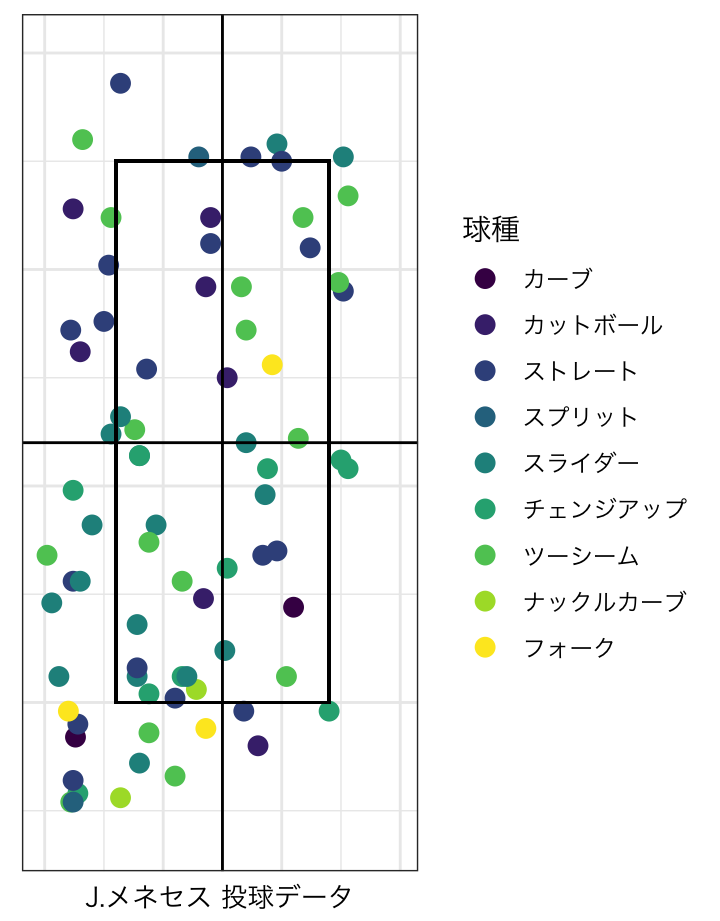 球種
カーブ
カットボール
ストレート
スプリット
スライダー
チェンジアップ
ツーシーム
ナックルカーブ
フォーク
J.メネセス 投球データ